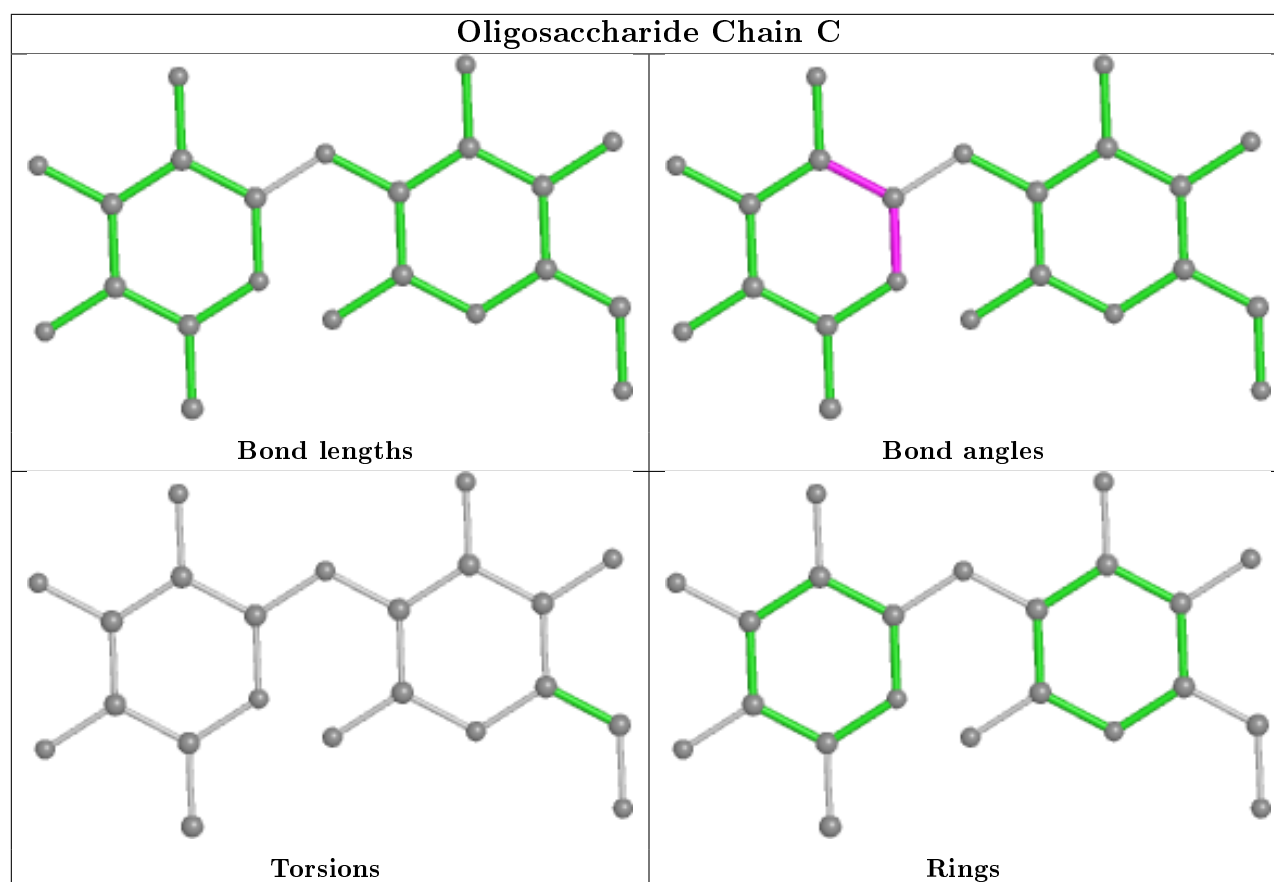 Oligosaccharide Chain C
Bond lengths
Bond angles
Torsions
Rings